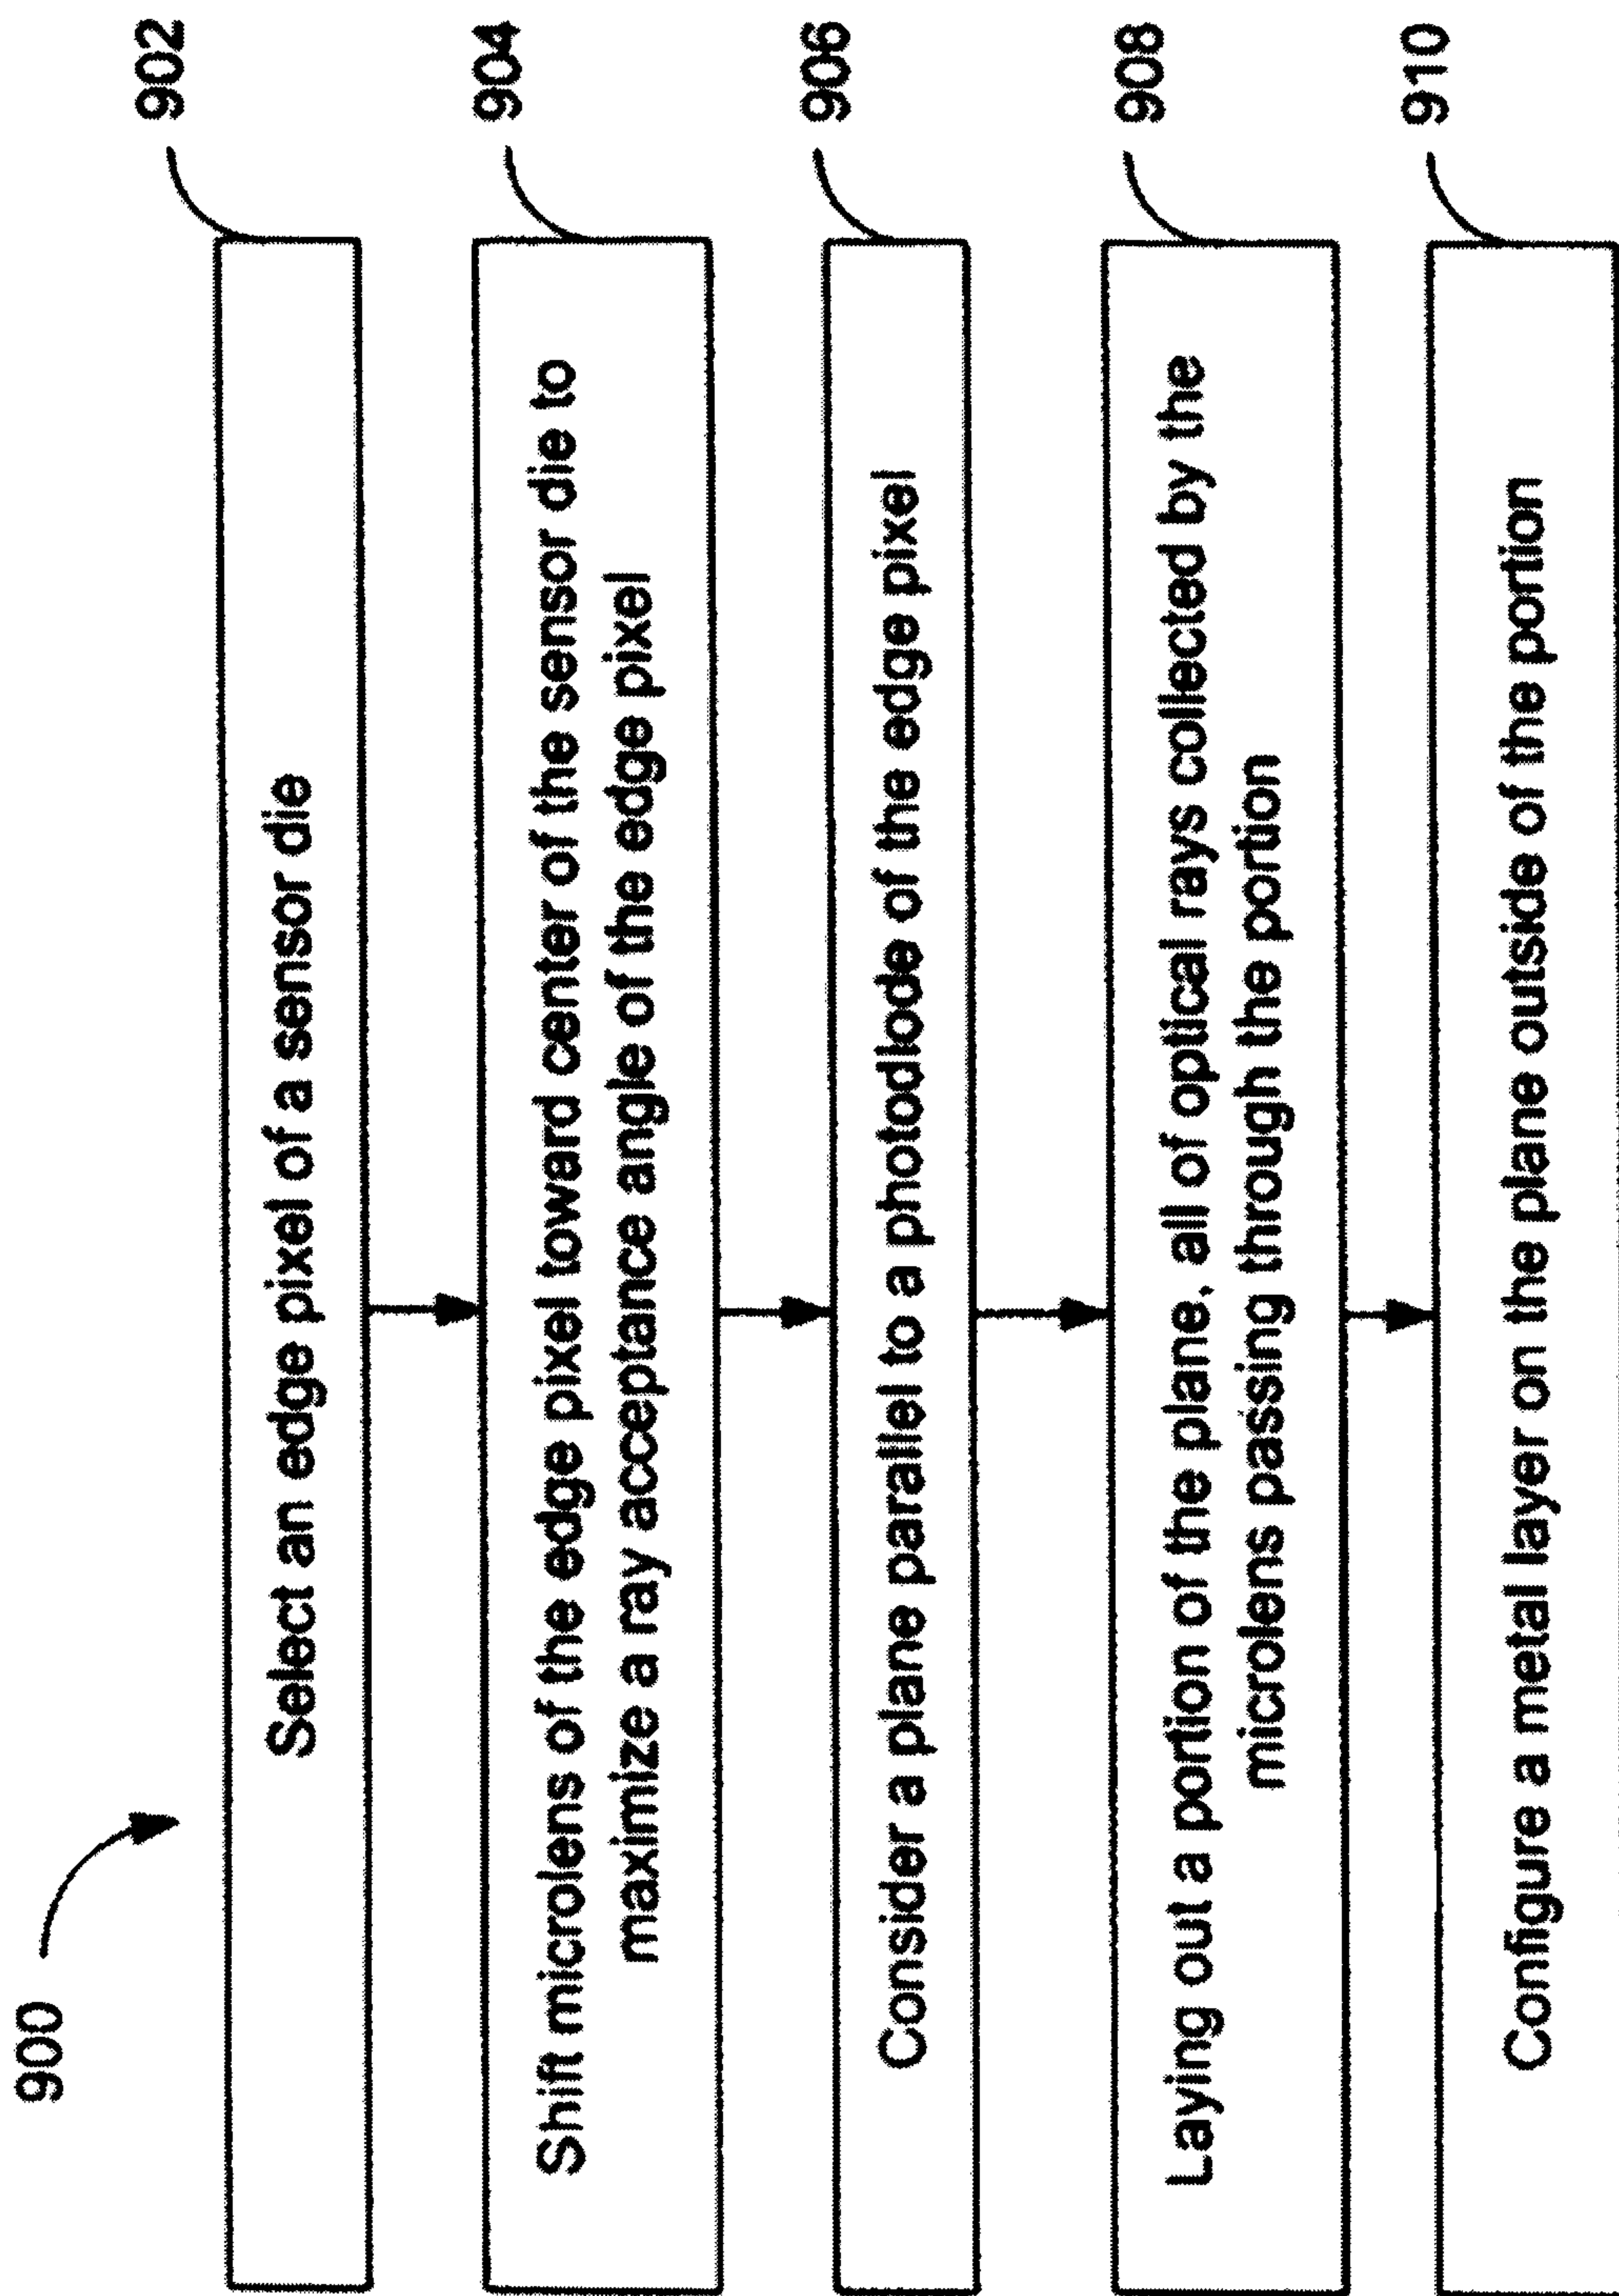 900
902
Select an edge pixel of a sensor die
904
Shift microlens of the edge pixel toward center of the sensor die to
maximize a ray acceptance angle of the edge pixel
906
Consider a plane parallel to a photodiode of the edge pixel
908
Laying out a portion of the plane, all of optical rays collected by the
microlens passing through the portion
910
Configure a metal layer on the plane outside of the portion